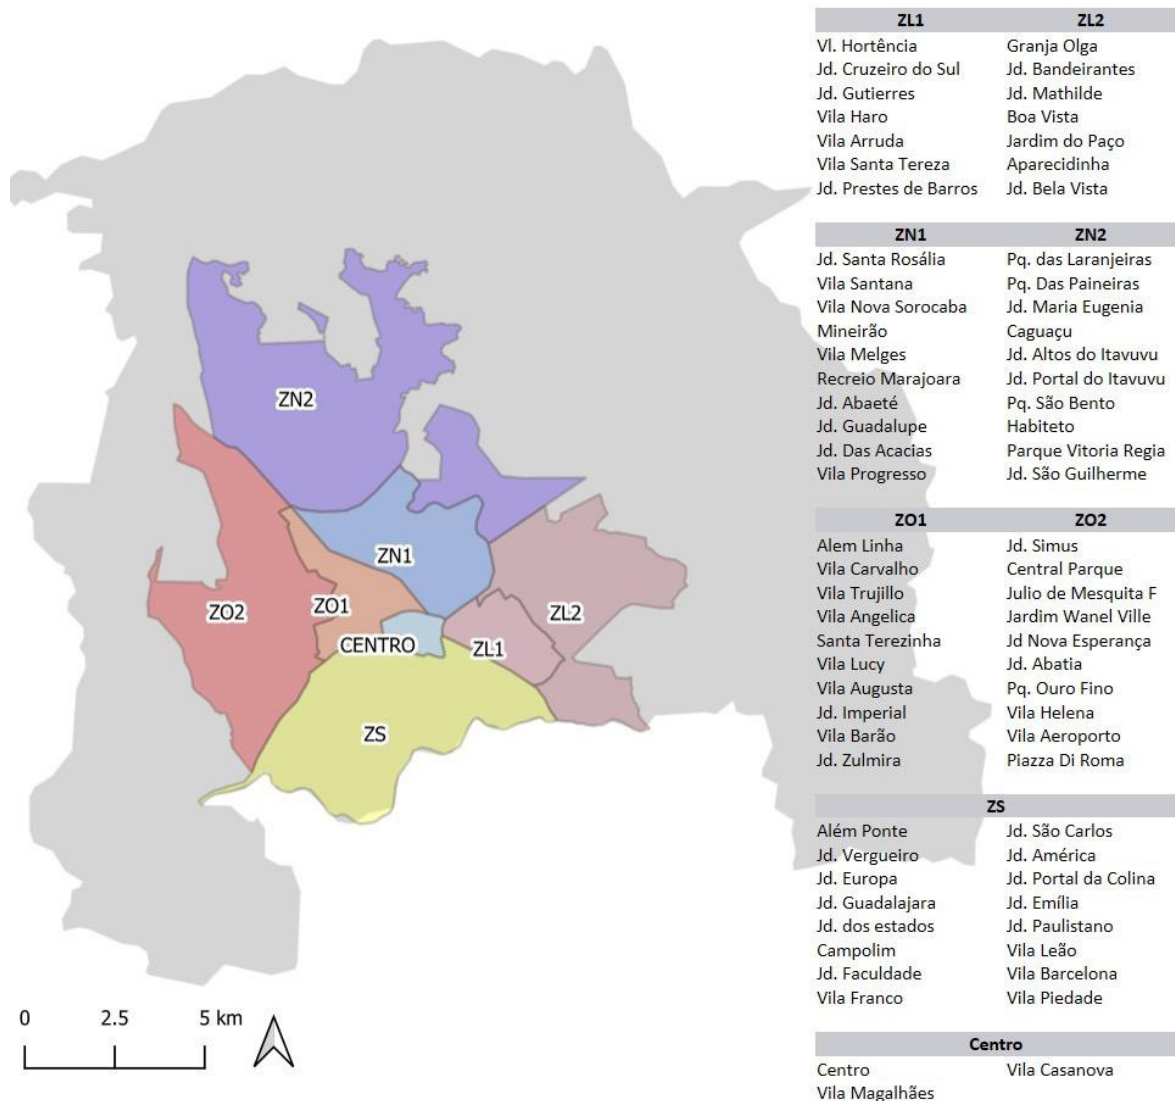 ZN2
ZN1
ZO2
ZO1
CENTRO
ZL1
ZL2
ZS
0 2.5 5 km
ZL1 ZL2
Vl. Hortência Granja Olga
Jd. Cruzeiro do Sul Jd. Bandeirantes
Jd. Gutierres Jd. Mathilde
Vila Haro Boa Vista
Vila Arruda Jardim do Paço
Vila Santa Tereza Aparecidinha
Jd. Prestes de Barros Jd. Bela Vista
ZN1 ZN2
Jd. Santa Rosália Pq. das Laranjeiras
Vila Santana Pq. Das Paineiras
Vila Nova Sorocaba Jd. Maria Eugenia
Mineirão Caguaçu
Vila Melges Jd. Altos do Itavuvu
Recreio Marajoara Jd. Portal do Itavuvu
Jd. Abaeté Pq. São Bento
Jd. Guadalupe Habiteto
Jd. Das Acacias Parque Vitoria Regia
Vila Progresso Jd. São Guilherme
ZO1 ZO2
Alem Linha Jd. Simus
Vila Carvalho Central Parque
Vila Trujillo Julio de Mesquita F
Vila Angelica Jardim Wanel Ville
Santa Terezinha Jd Nova Esperança
Vila Lucy Jd. Abatia
Vila Augusta Pq. Ouro Fino
Jd. Imperial Vila Helena
Vila Barão Vila Aeroporto
Jd. Zulmira Piazza Di Roma
ZS
Além Ponte Jd. São Carlos
Jd. Vergueiro Jd. América
Jd. Europa Jd. Portal da Colina
Jd. Guadalajara Jd. Emília
Jd. dos estados Jd. Paulistano
Campolim Vila Leão
Jd. Faculdade Vila Barcelona
Vila Franco Vila Piedade
Centro
Centro Vila Casanova
Vila Magalhães